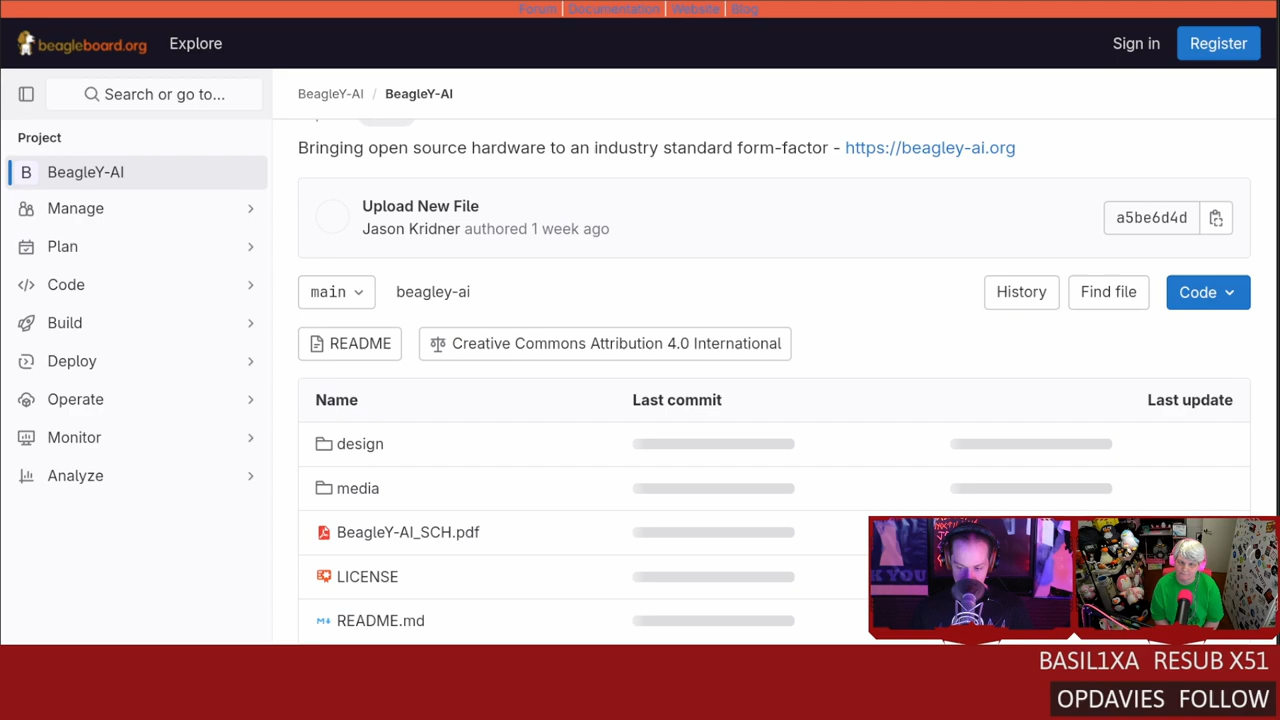 Forum Documentation Website Blog
beagleboard.org Explore Sign in Register
Search or go to... BeagleY-AI / BeagleY-AI
Project
BeagleY-AI
Manage
Plan
Code
Build
Deploy
Operate
Monitor
Analyze
Bringing open source hardware to an industry standard form-factor - https://beagley-ai.org
Upload New File
Jason Kridner authored 1 week ago
a5be6d4d
main beagley-ai History Find file Code
README Creative Commons Attribution 4.0 International
Name Last commit Last update
design
media
BeagleY-AI_SCH.pdf
LICENSE
README.md
BASIL1XA RESUB X51
OPDAVIES FOLLOW